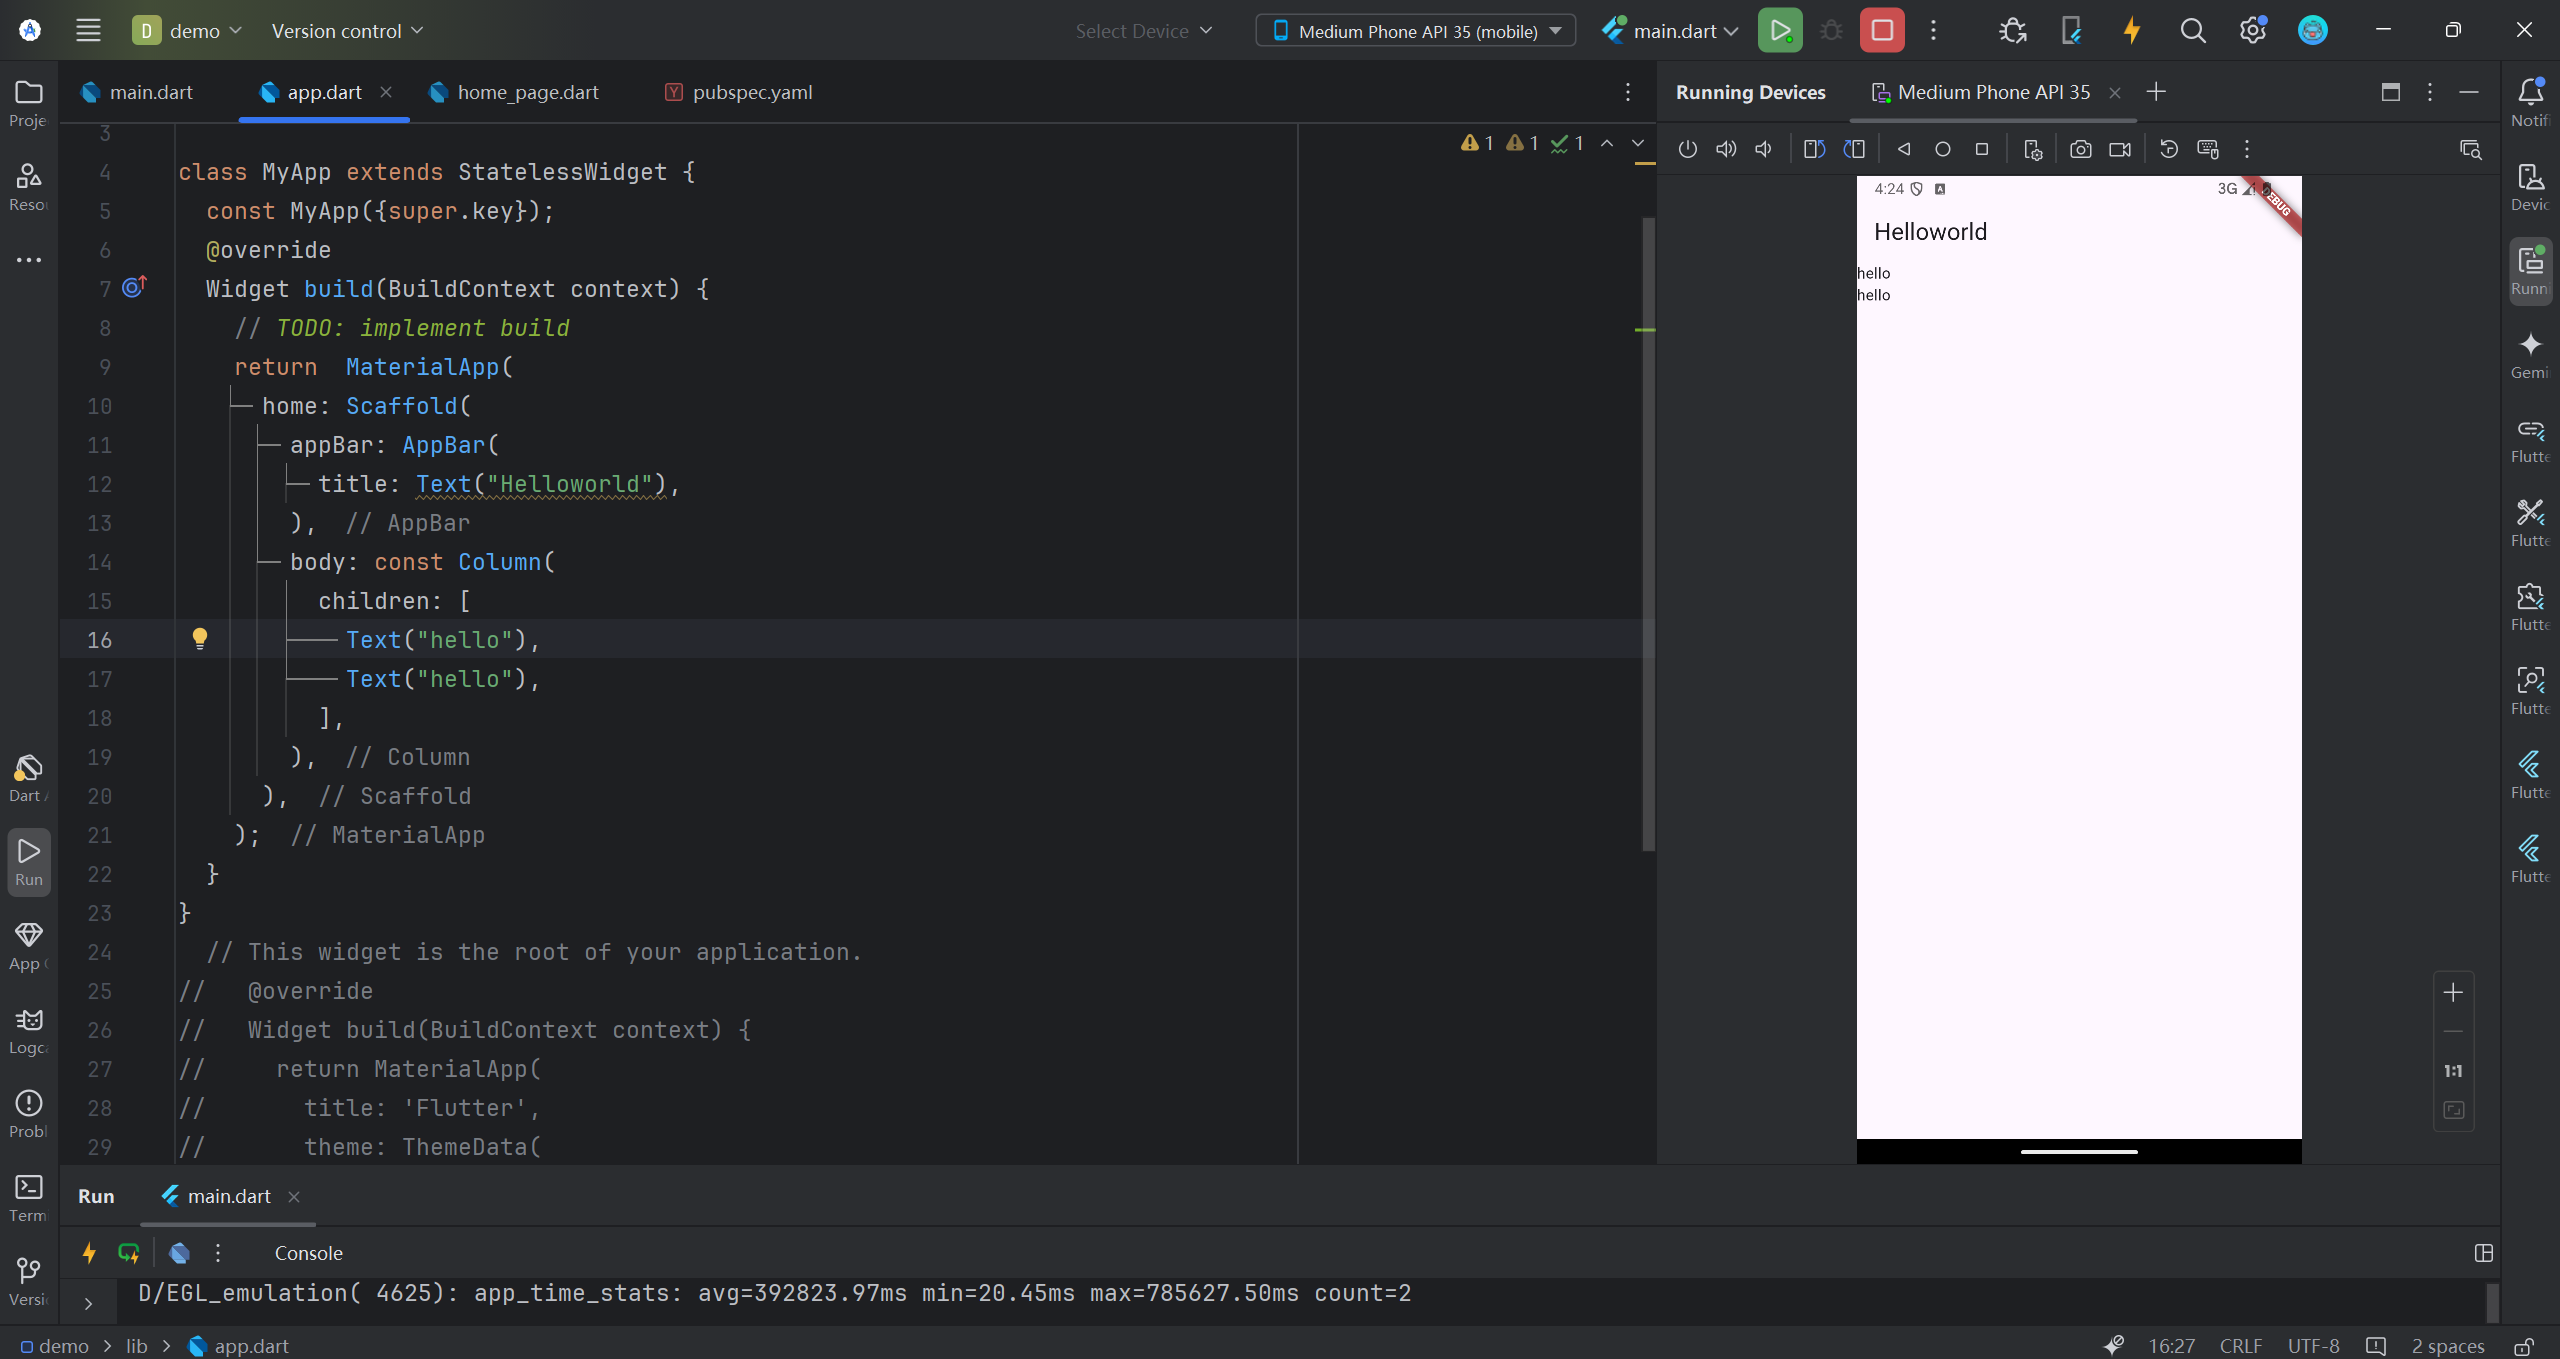 D demo Version control Select Device Medium Phone API 35 (mobile) main.dart
main.dart app.dart home_page.dart pubspec.yaml
Running Devices Medium Phone API 35
Proje
Reso
Dart A
Run
App
Logca
Probl
Term
Versi
1 1 1
3
4 class MyApp extends StatelessWidget {
5 const MyApp({super.key});
6 @override
7 Widget build(BuildContext context) {
8 // TODO: implement build
9 return MaterialApp(
10 home: Scaffold(
11 appBar: AppBar(
12 title: Text("Helloworld"),
13 ), // AppBar
14 body: const Column(
15 children: [
16 Text("hello"),
17 Text("hello"),
18 ],
19 ), // Column
20 ), // Scaffold
21 ); // MaterialApp
22 }
23 }
24 // This widget is the root of your application.
25 // @override
26 // Widget build(BuildContext context) {
27 // return MaterialApp(
28 // title: 'Flutter',
29 // theme: ThemeData(
4:24 3G
Helloworld
hello
hello
1:1
Notifi
Devic
Runn
Gemi
Flutte
Flutte
Flutte
Flutte
Flutte
Flutte
Run main.dart
Console
D/EGL_emulation( 4625): app_time_stats: avg=392823.97ms min=20.45ms max=785627.50ms count=2
demo > lib > app.dart 16:27 CRLF UTF-8 2 spaces